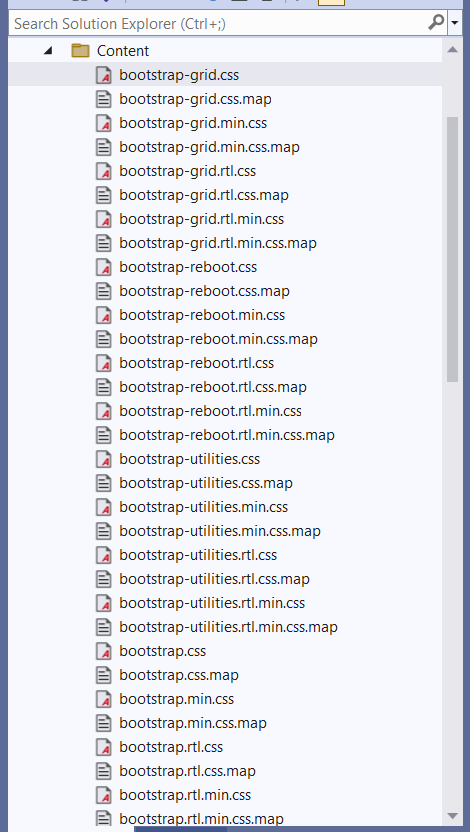 Search Solution Explorer (Ctrl+;)
Content
bootstrap-grid.css
bootstrap-grid.css.map
bootstrap-grid.min.css
bootstrap-grid.min.css.map
bootstrap-grid.rtl.css
bootstrap-grid.rtl.css.map
bootstrap-grid.rtl.min.css
bootstrap-grid.rtl.min.css.map
bootstrap-reboot.css
bootstrap-reboot.css.map
bootstrap-reboot.min.css
bootstrap-reboot.min.css.map
bootstrap-reboot.rtl.css
bootstrap-reboot.rtl.css.map
bootstrap-reboot.rtl.min.css
bootstrap-reboot.rtl.min.css.map
bootstrap-utilities.css
bootstrap-utilities.css.map
bootstrap-utilities.min.css
bootstrap-utilities.min.css.map
bootstrap-utilities.rtl.css
bootstrap-utilities.rtl.css.map
bootstrap-utilities.rtl.min.css
bootstrap-utilities.rtl.min.css.map
bootstrap.css
bootstrap.css.map
bootstrap.min.css
bootstrap.min.css.map
bootstrap.rtl.css
bootstrap.rtl.css.map
bootstrap.rtl.min.css
bootstrap.rtl.min.css.map